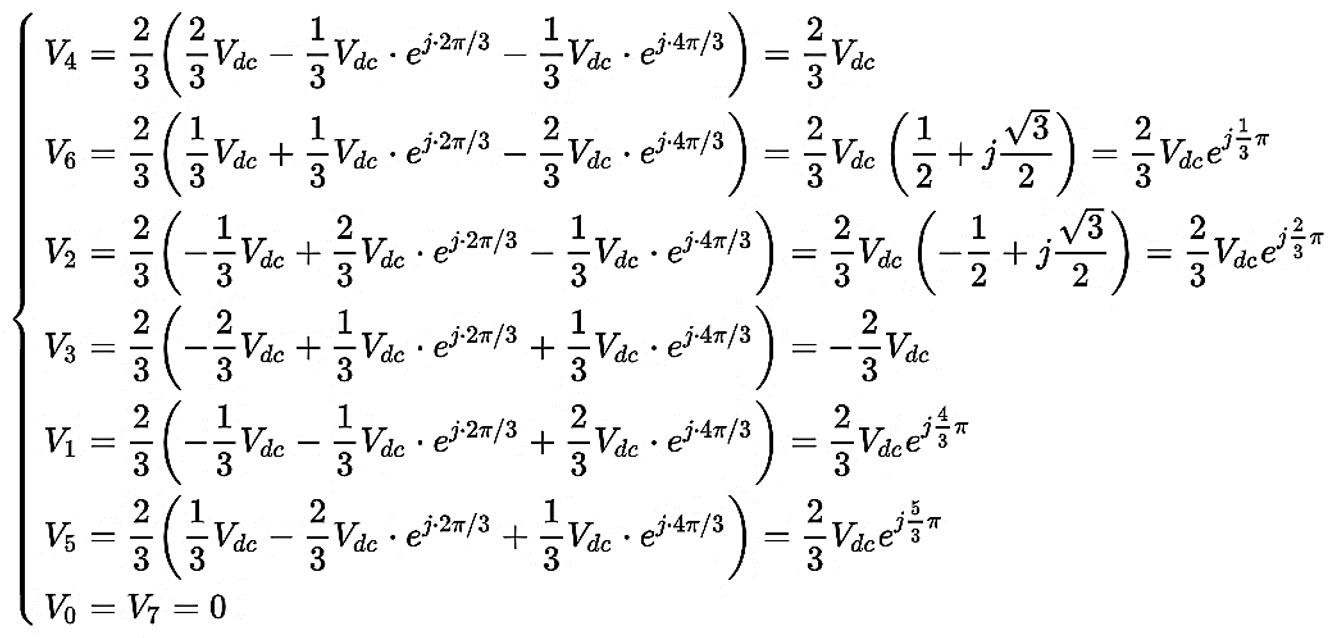 V_4 = \frac{2}{3}\left(\frac{2}{3}V_{dc} - \frac{1}{3}V_{dc} \cdot e^{j \cdot 2\pi/3} - \frac{1}{3}V_{dc} \cdot e^{j \cdot 4\pi/3}\right) = \frac{2}{3}V_{dc}
V_6 = \frac{2}{3}\left(\frac{1}{3}V_{dc} + \frac{1}{3}V_{dc} \cdot e^{j \cdot 2\pi/3} - \frac{2}{3}V_{dc} \cdot e^{j \cdot 4\pi/3}\right) = \frac{2}{3}V_{dc}\left(\frac{1}{2} + j\frac{\sqrt{3}}{2}\right) = \frac{2}{3}V_{dc}e^{j\frac{1}{3}\pi}
V_2 = \frac{2}{3}\left(-\frac{1}{3}V_{dc} + \frac{2}{3}V_{dc} \cdot e^{j \cdot 2\pi/3} - \frac{1}{3}V_{dc} \cdot e^{j \cdot 4\pi/3}\right) = \frac{2}{3}V_{dc}\left(-\frac{1}{2} + j\frac{\sqrt{3}}{2}\right) = \frac{2}{3}V_{dc}e^{j\frac{2}{3}\pi}
V_3 = \frac{2}{3}\left(-\frac{2}{3}V_{dc} + \frac{1}{3}V_{dc} \cdot e^{j \cdot 2\pi/3} + \frac{1}{3}V_{dc} \cdot e^{j \cdot 4\pi/3}\right) = -\frac{2}{3}V_{dc}
V_1 = \frac{2}{3}\left(-\frac{1}{3}V_{dc} - \frac{1}{3}V_{dc} \cdot e^{j \cdot 2\pi/3} + \frac{2}{3}V_{dc} \cdot e^{j \cdot 4\pi/3}\right) = \frac{2}{3}V_{dc}e^{j\frac{4}{3}\pi}
V_5 = \frac{2}{3}\left(\frac{1}{3}V_{dc} - \frac{2}{3}V_{dc} \cdot e^{j \cdot 2\pi/3} + \frac{1}{3}V_{dc} \cdot e^{j \cdot 4\pi/3}\right) = \frac{2}{3}V_{dc}e^{j\frac{5}{3}\pi}
V_0 = V_7 = 0